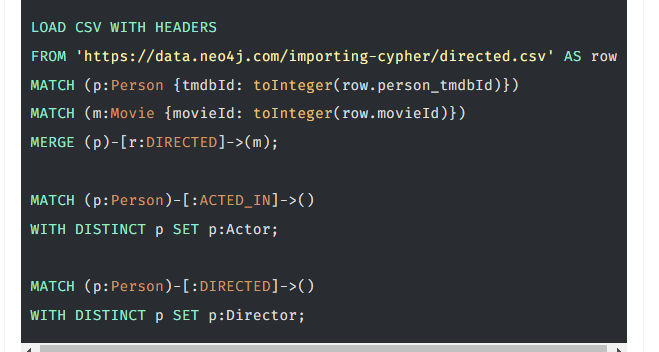 LOAD CSV WITH HEADERS
FROM 'https://data.neo4j.com/importing-cypher/directed.csv' AS row
MATCH (p:Person {tmdbId: toInteger(row.person_tmdbId)})
MATCH (m:Movie {movieId: toInteger(row.movieId)})
MERGE (p)-[r:DIRECTED]->(m);
MATCH (p:Person)-[:ACTED_IN]->()
WITH DISTINCT p SET p:Actor;
MATCH (p:Person)-[:DIRECTED]->()
WITH DISTINCT p SET p:Director;